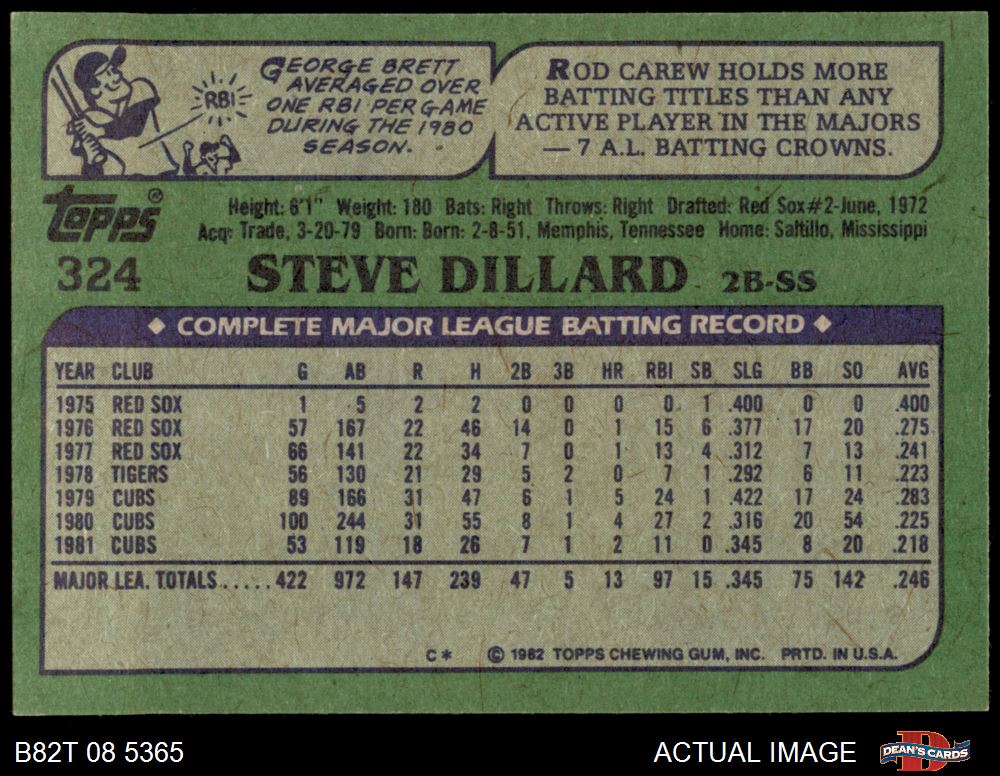 GEORGE BRETT
AVERAGED OVER
ONE RBI PER GAME
DURING THE 1980
SEASON.
RBI
ROD CAREW HOLDS MORE
BATTING TITLES THAN ANY
ACTIVE PLAYER IN THE MAJORS
— 7 A.L. BATTING CROWNS.
Topps®
Height: 6'1" Weight: 180 Bats: Right Throws: Right Drafted: Red Sox#2-June, 1972
Acq: Trade, 3-20-79 Born: Born: 2-8-51, Memphis, Tennessee Home: Saltillo, Mississippi
324 STEVE DILLARD 2B-SS
◆ COMPLETE MAJOR LEAGUE BATTING RECORD ◆
YEAR CLUB G AB R H 2B 3B HR RBI SB SLG BB SO AVG
1975 RED SOX 1 5 2 2 0 0 0 0 1 .400 0 0 .400
1976 RED SOX 57 167 22 46 14 0 1 15 6 .377 17 20 .275
1977 RED SOX 66 141 22 34 7 0 1 13 4 .312 7 13 .241
1978 TIGERS 56 130 21 29 5 2 0 7 1 .292 6 11 .223
1979 CUBS 89 166 31 47 6 1 5 24 1 .422 17 24 .283
1980 CUBS 100 244 31 55 8 1 4 27 2 .316 20 54 .225
1981 CUBS 53 119 18 26 7 1 2 11 0 .345 8 20 .218
MAJOR LEA. TOTALS.....422 972 147 239 47 5 13 97 15 .345 75 142 .246
C* © 1982 TOPPS CHEWING GUM, INC. PRTD. IN U.S.A.
B82T 08 5365
ACTUAL IMAGE
D
DEAN'S CARDS